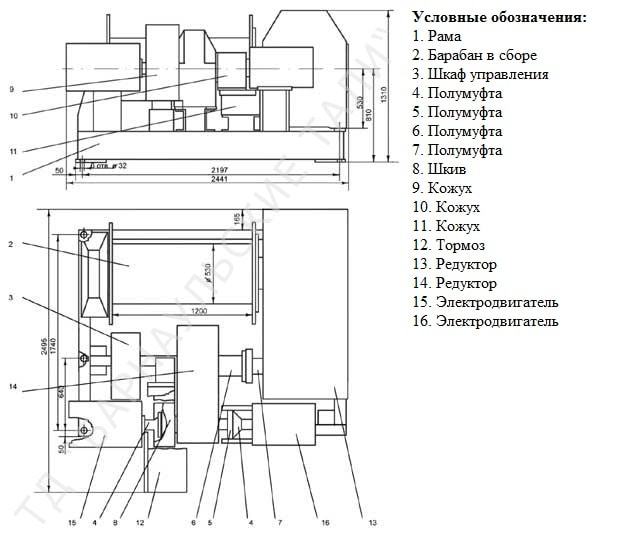 Условные обозначения:
1. Рама
2. Барабан в сборе
3. Шкаф управления
4. Полумуфта
5. Полумуфта
6. Полумуфта
7. Полумуфта
8. Шкив
9. Кожух
10. Кожух
11. Кожух
12. Тормоз
13. Редуктор
14. Редуктор
15. Электродвигатель
16. Электродвигатель
9
10
11
1
530
810
1310
50
отв. ⌀ 32
2197
2441
2
3
14
165
⌀ 530
1200
2495
1740
640
50
15 4 8 12 6 5 4 7 16 13
ТД "БАРНАУЛЬСКИЕ ТАЛИ"